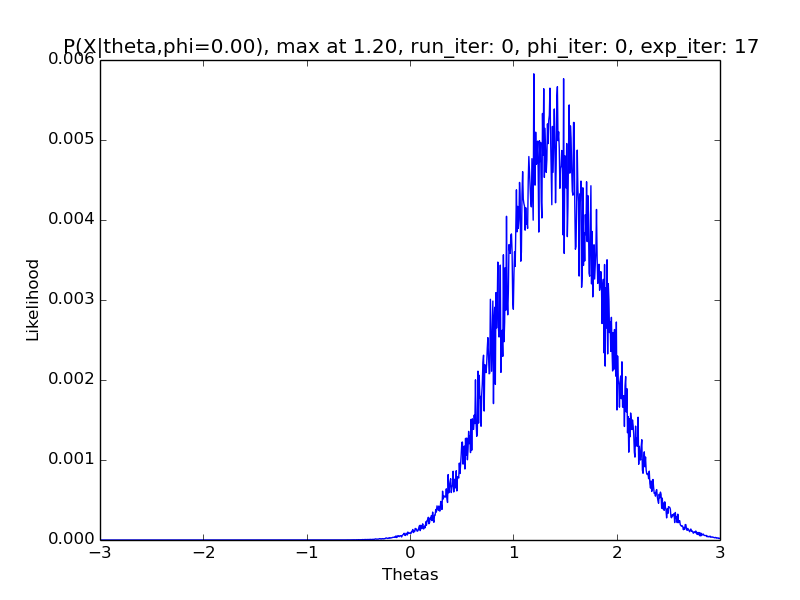 P(X|theta,phi=0.00), max at 1.20, run_iter: 0, phi_iter: 0, exp_iter: 17
0.006
0.005
0.004
0.003
0.002
0.001
0.000
Likelihood
−3 −2 −1 0 1 2 3
Thetas